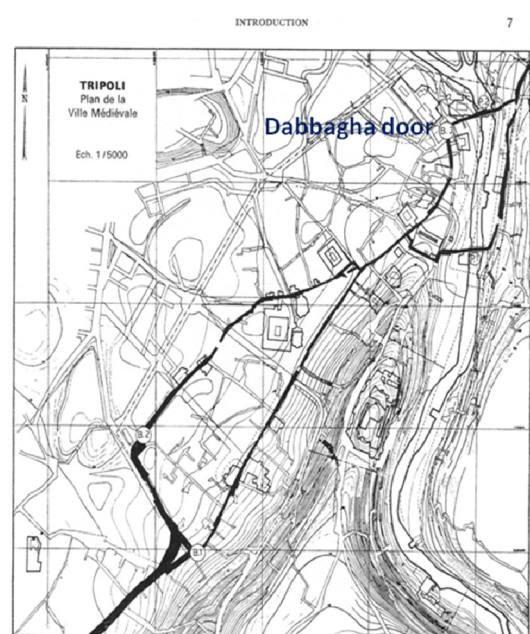 INTRODUCTION
7
TRIPOLI
Plan de la
Ville Médiévale
Ech. 1/5000
N
Dabbagha door
B.2
B.1